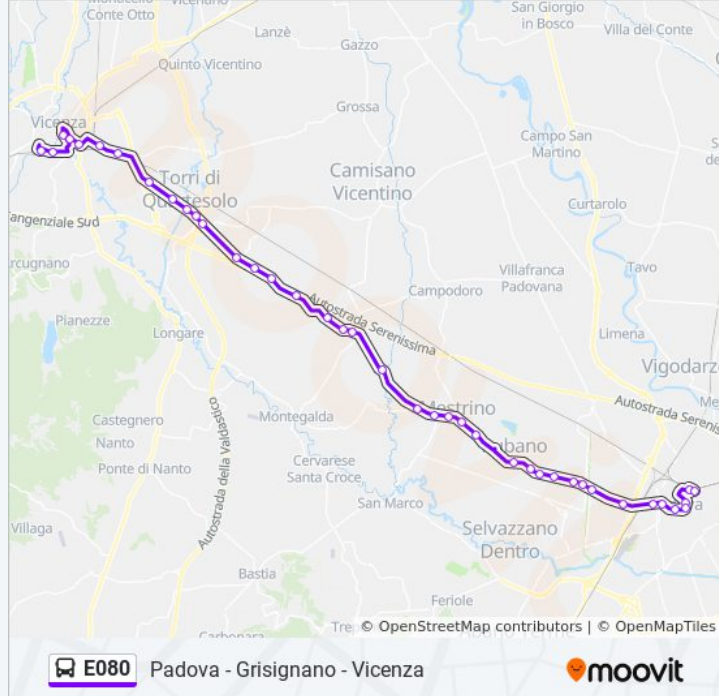 Conte Otto
Vicentino
Lanzè
Gazzo
San Giorgio
in Bosco
Villa del Conte
Quinto Vicentino
Grossa
Vicenza
Campo San
Martino
Torri di
Quartesolo
Camisano
Vicentino
Curtarolo
Tangenziale Sud
Arcugnano
Villafranca
Padovana
Tavo
Campodoro
Pianezze
Longare
Autostrada Serenissima
Limena
Vigodarz
Autostrada Sereniss
Mestrino
Castegnero
Nanto
Ponte di Nanto
Montegalda
Cervarese
Santa Croce
Rubano
Autostrada della Valdastico
San Marco
Villaga
Selvazzano
Dentro
Bastia
Feriole
Carbonara
© OpenStreetMap contributors | © OpenMapTiles
E080 Padova - Grisignano - Vicenza
moovit